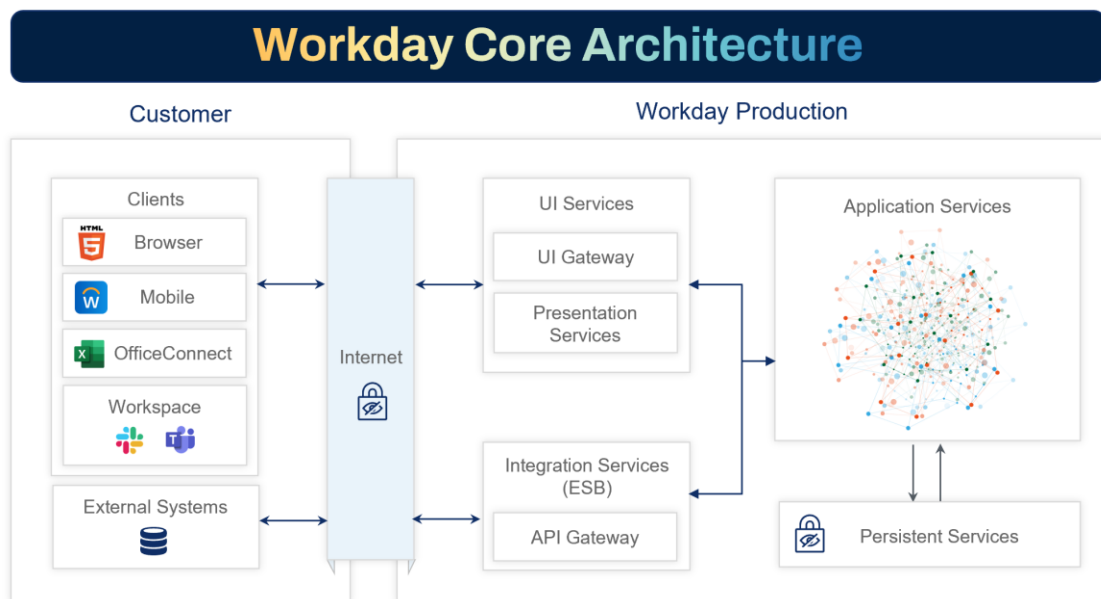 Workday Core Architecture
Customer
Workday Production
Clients
HTML
5
Browser
W
Mobile
X
OfficeConnect
Workspace
T
External Systems
Internet
UI Services
UI Gateway
Presentation
Services
Integration Services
(ESB)
API Gateway
Application Services
Persistent Services